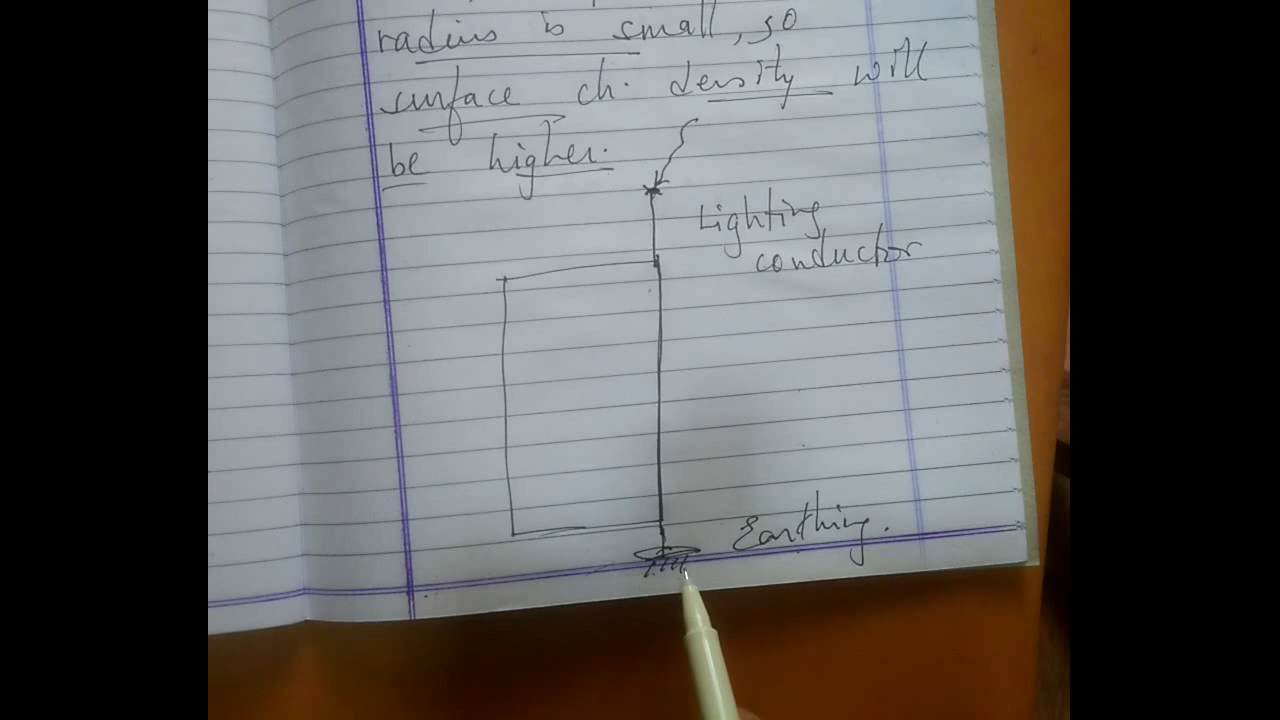 radius is small, so
surface ch. density will
be higher.
Lighting
conductor
Earthing.